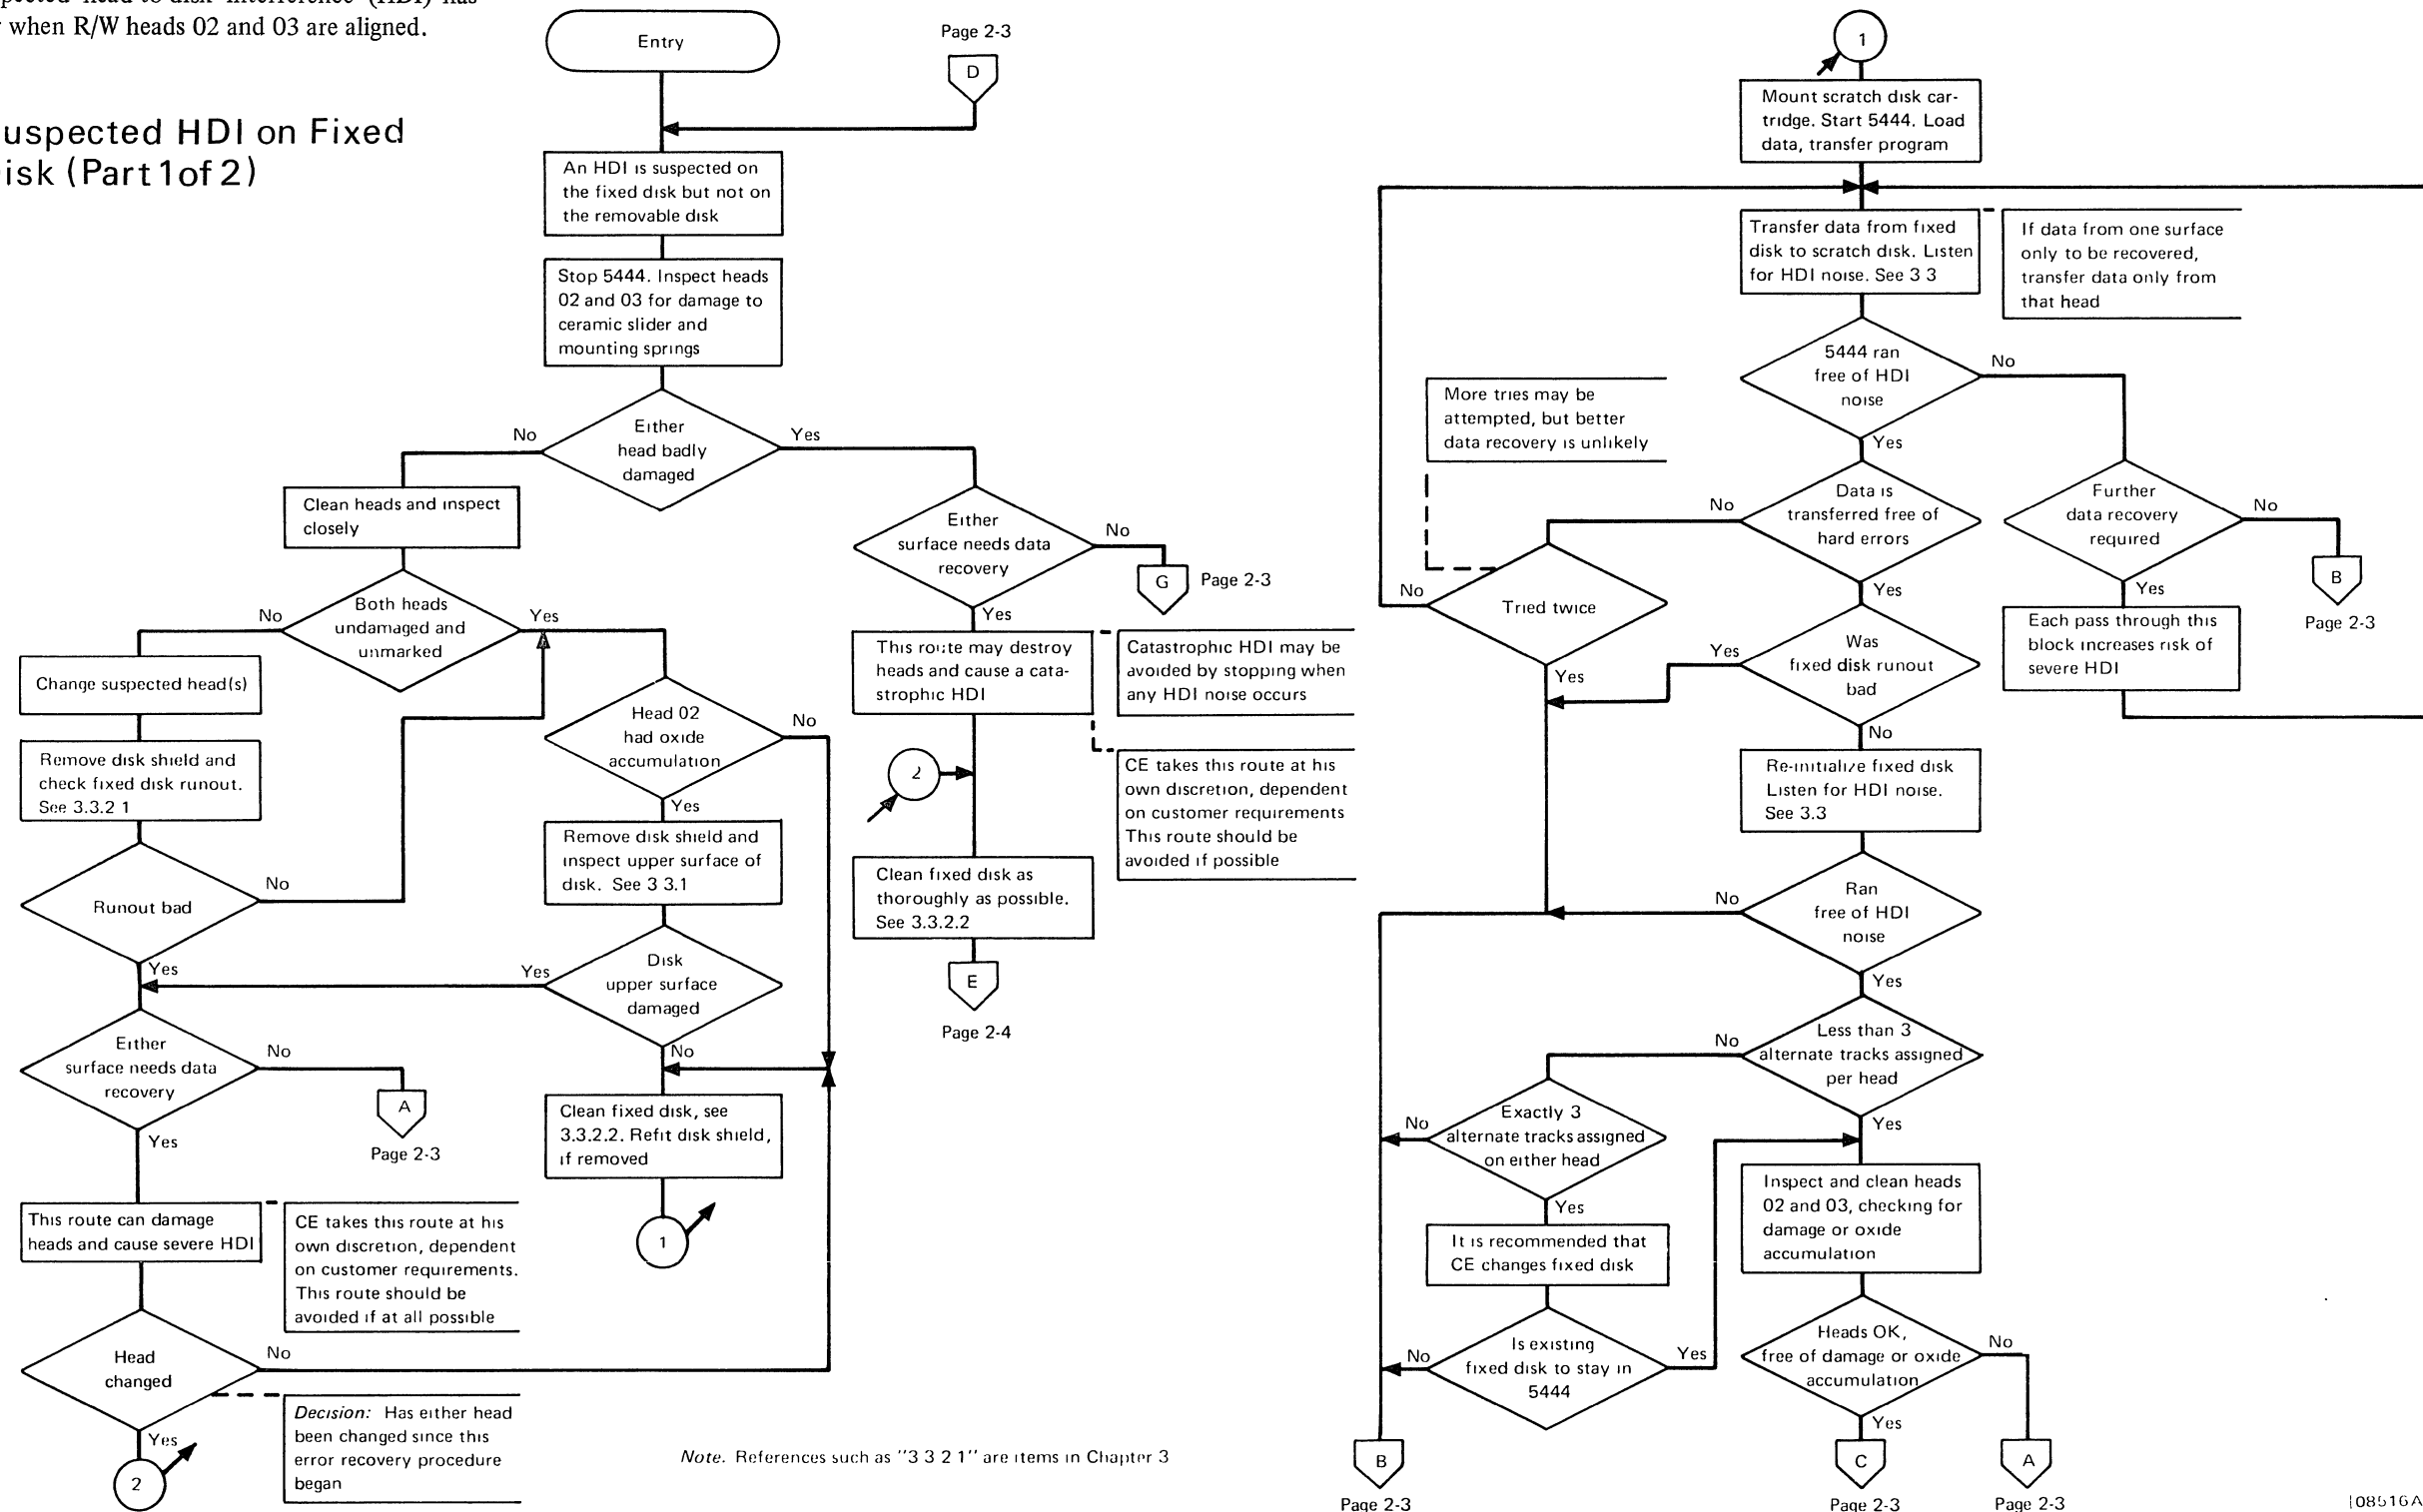 pected head-to-disk interference (HDI) has
when R/W heads 02 and 03 are aligned.
uspected HDI on Fixed
isk (Part 1 of 2)
Entry
Page 2-3
D
An HDI is suspected on
the fixed disk but not on
the removable disk
Stop 5444. Inspect heads
02 and 03 for damage to
ceramic slider and
mounting springs
Either
head badly
damaged
No
Yes
Clean heads and inspect
closely
Either
surface needs data
recovery
No
G
Page 2-3
Yes
Both heads
undamaged and
unmarked
No
Yes
Change suspected head(s)
Remove disk shield and
check fixed disk runout.
See 3.3.2 1
Runout bad
No
Yes
Head 02
had oxide
accumulation
No
Yes
Remove disk shield and
inspect upper surface of
disk. See 3 3.1
Disk
upper surface
damaged
Yes
No
Either
surface needs data
recovery
No
A
Page 2-3
Yes
Clean fixed disk, see
3.3.2.2. Refit disk shield,
if removed
1
This route can damage
heads and cause severe HDI
CE takes this route at his
own discretion, dependent
on customer requirements.
This route should be
avoided if at all possible
Head
changed
No
Yes
2
Decision: Has either head
been changed since this
error recovery procedure
began
This route may destroy
heads and cause a cata-
strophic HDI
Catastrophic HDI may be
avoided by stopping when
any HDI noise occurs
CE takes this route at his
own discretion, dependent
on customer requirements
This route should be
avoided if possible
2
Clean fixed disk as
thoroughly as possible.
See 3.3.2.2
E
Page 2-4
Note. References such as "3 3 2 1" are items in Chapter 3
1
Mount scratch disk car-
tridge. Start 5444. Load
data, transfer program
Transfer data from fixed
disk to scratch disk. Listen
for HDI noise. See 3 3
If data from one surface
only to be recovered,
transfer data only from
that head
5444 ran
free of HDI
noise
No
Yes
More tries may be
attempted, but better
data recovery is unlikely
Data is
transferred free of
hard errors
No
Yes
Further
data recovery
required
No
B
Page 2-3
Yes
Each pass through this
block increases risk of
severe HDI
Tried twice
No
Yes
Was
fixed disk runout
bad
Yes
No
Re-initialize fixed disk
Listen for HDI noise.
See 3.3
Ran
free of HDI
noise
No
Yes
Less than 3
alternate tracks assigned
per head
No
Yes
Exactly 3
alternate tracks assigned
on either head
No
Yes
It is recommended that
CE changes fixed disk
Is existing
fixed disk to stay in
5444
No
Yes
B
Page 2-3
Inspect and clean heads
02 and 03, checking for
damage or oxide
accumulation
Heads OK,
free of damage or oxide
accumulation
No
Yes
C
Page 2-3
A
Page 2-3
08516A